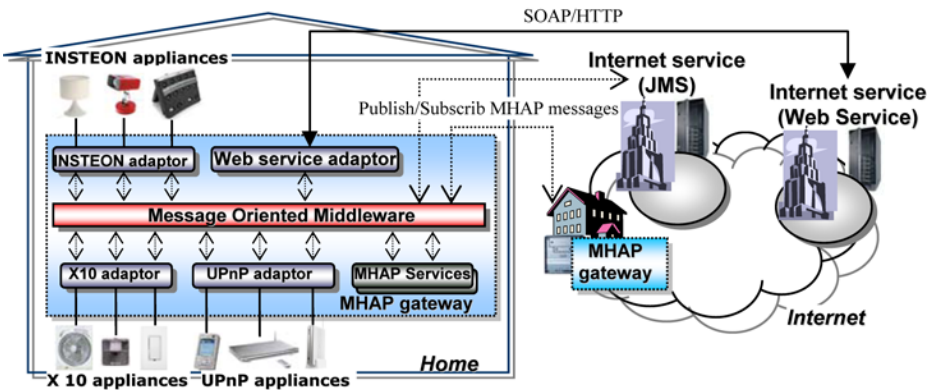 SOAP/HTTP
INSTEON appliances
Internet service
(JMS)
Internet service
(Web Service)
Publish/Subscrib MHAP messages
INSTEON adaptor
Web service adaptor
Message Oriented Middleware
X10 adaptor
UPnP adaptor
MHAP Services
MHAP gateway
MHAP
gateway
Internet
Home
X 10 appliances
UPnP appliances